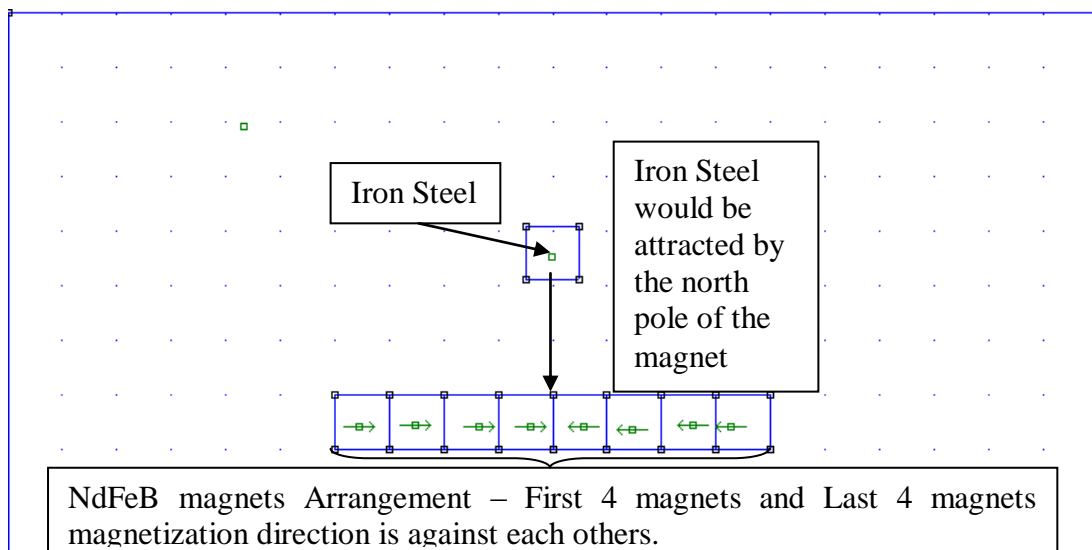 Iron Steel
Iron Steel
would be
attracted by
the north
pole of the
magnet
NdFeB magnets Arrangement – First 4 magnets and Last 4 magnets
magnetization direction is against each others.